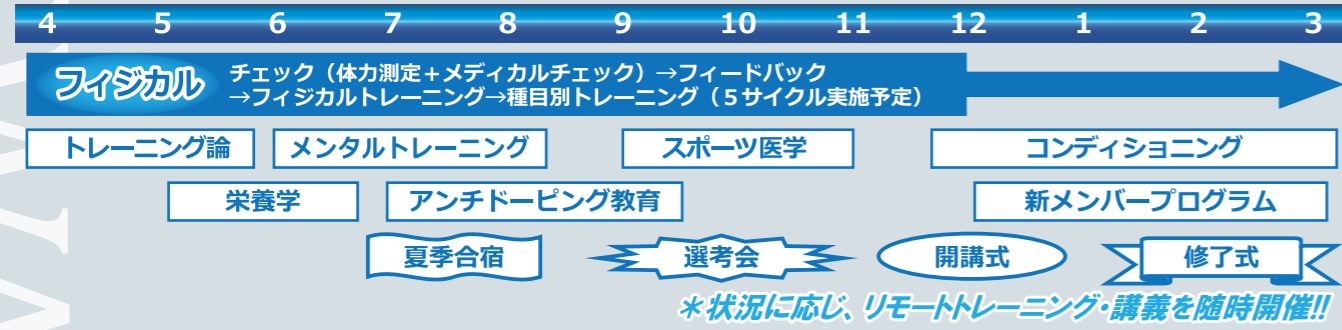 4 5 6 7 8 9 10 11 12 1 2 3
フィジカル
チェック（体力測定＋メディカルチェック）→フィードバック
→フィジカルトレーニング→種目別トレーニング（５サイクル実施予定）
トレーニング論 メンタルトレーニング スポーツ医学 コンディショニング
栄養学 アンチドーピング教育 新メンバープログラム
夏季合宿 選考会 開講式 修了式
＊状況に応じ、リモートトレーニング・講義を随時開催!!